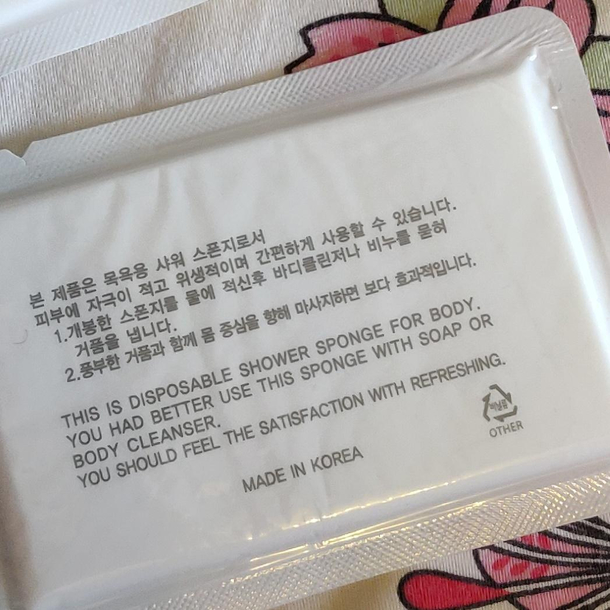 본 제품은 목욕용 샤워 스폰지로서
피부에 자극이 적고 위생적이며 간편하게 사용할 수 있습니다.
1.개봉한 스폰지를 물에 적신후 바디클린저나 비누를 묻혀
거품을 냅니다.
2.풍부한 거품과 함께 몸 중심을 향해 마사지하면 보다 효과적입니다.
THIS IS DISPOSABLE SHOWER SPONGE FOR BODY.
YOU HAD BETTER USE THIS SPONGE WITH SOAP OR
BODY CLEANSER.
YOU SHOULD FEEL THE SATISFACTION WITH REFRESHING.
MADE IN KOREA
OTHER